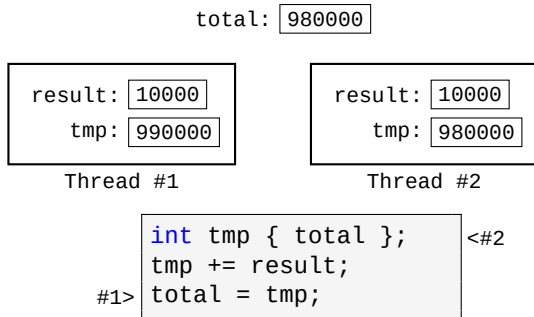 total: 980000
result: 10000
tmp: 990000
Thread #1
result: 10000
tmp: 980000
Thread #2
int tmp { total }; <#2
tmp += result;
#1> total = tmp;